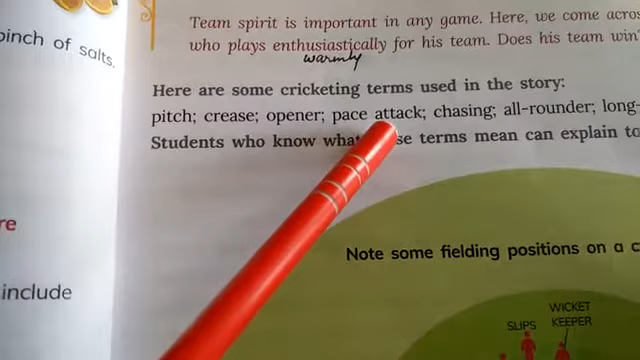 pinch of salts.
Team spirit is important in any game. Here, we come
who plays enthusiastically for his team. Does his team win
warmly
Here are some cricketing terms used in the story:
pitch; crease; opener; pace attack; chasing; all-rounder; long-
Students who know terms mean can explain to
Note some fielding positions on a
include
WICKET
SLIPS KEEPER